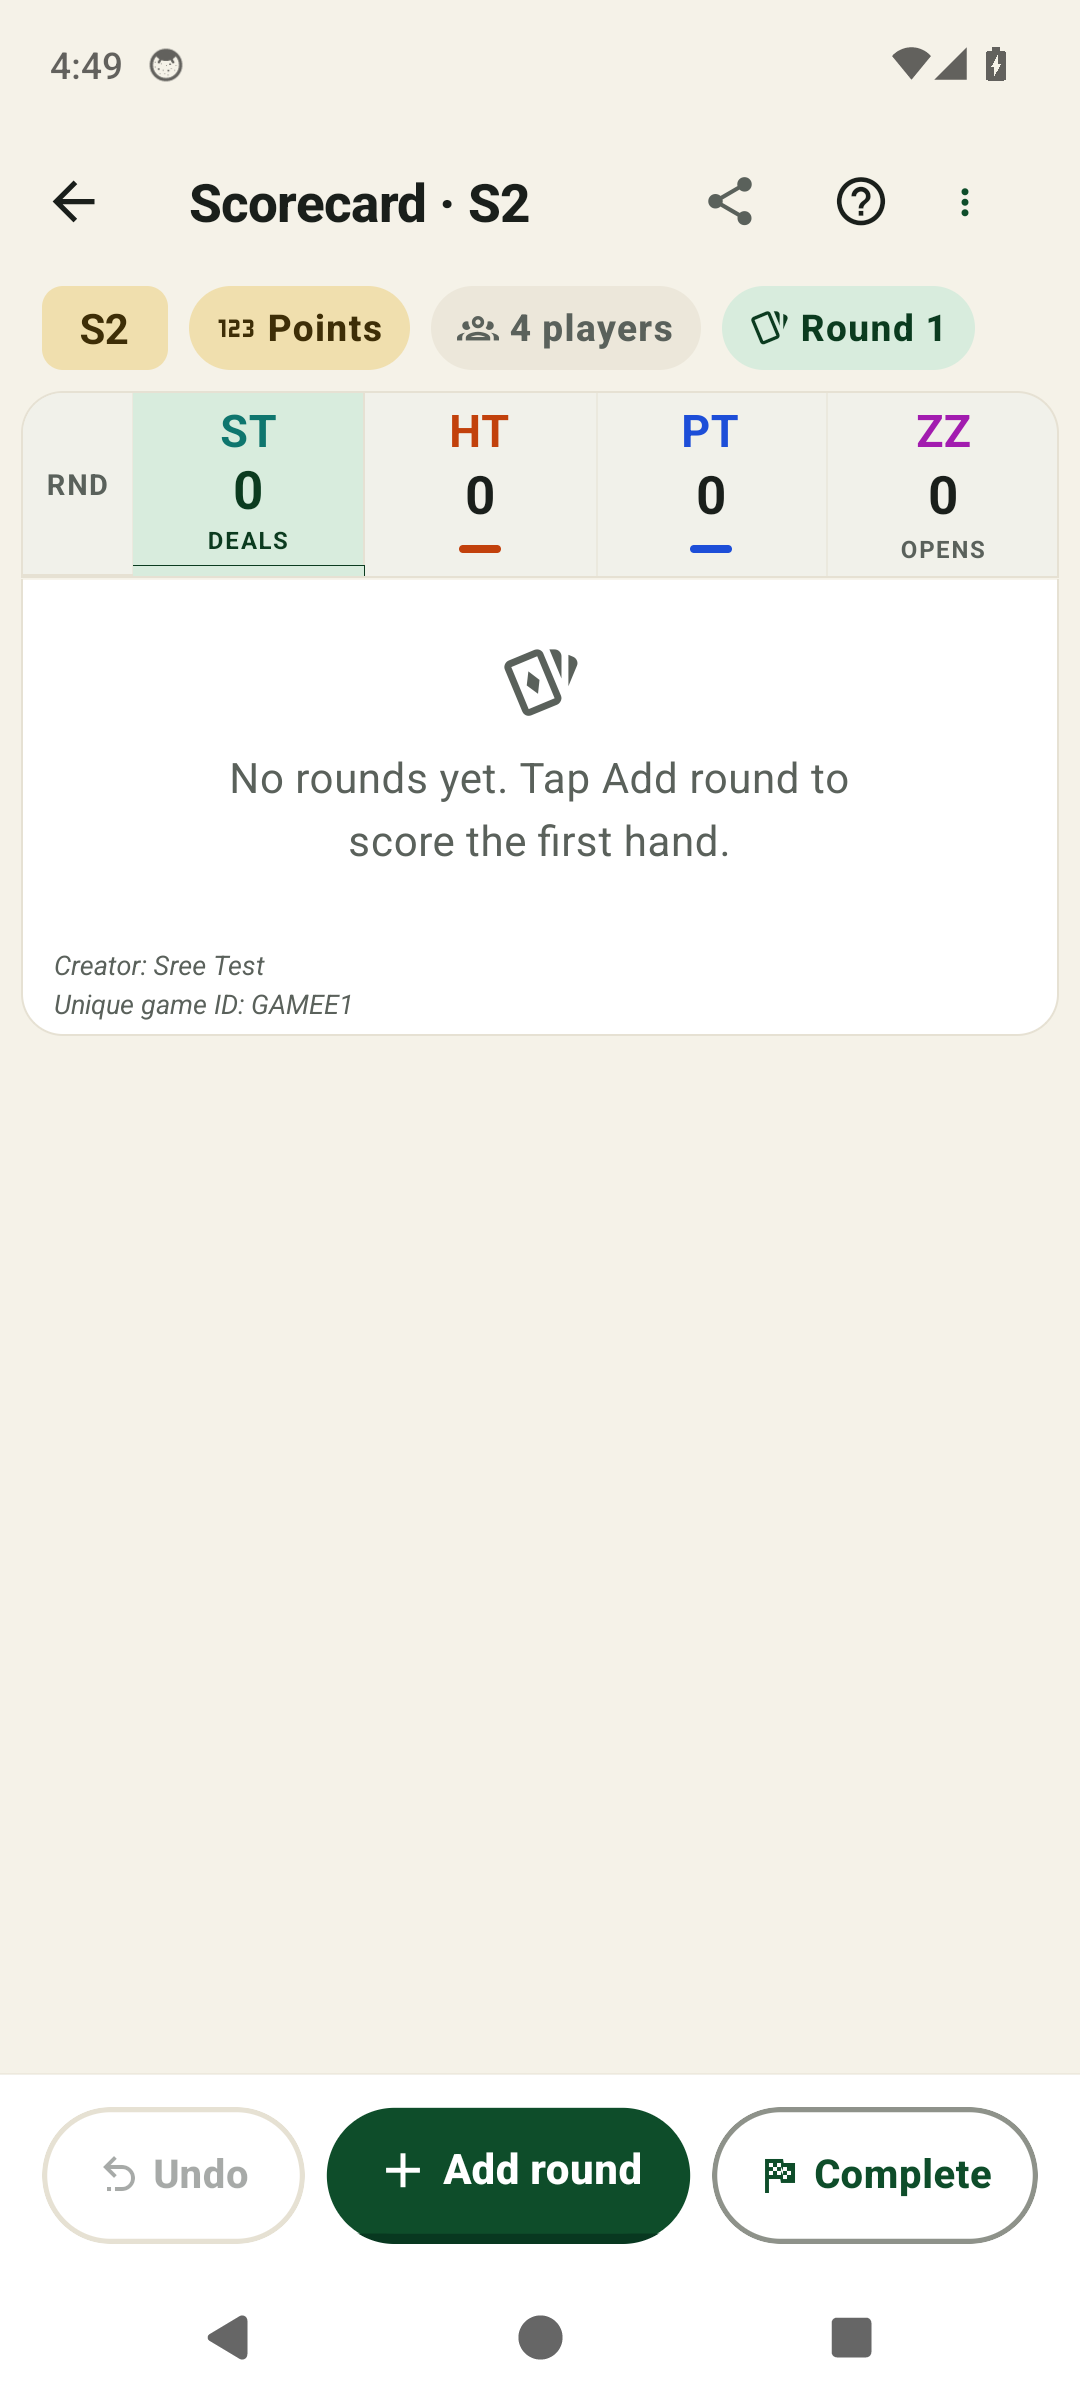 4:49
Scorecard · S2
S2
123 Points
4 players
Round 1
RND
ST
HT
PT
ZZ
0
0
0
0
DEALS
OPENS
No rounds yet. Tap Add round to
score the first hand.
Creator: Sree Test
Unique game ID: GAMEE1
Undo
Add round
Complete